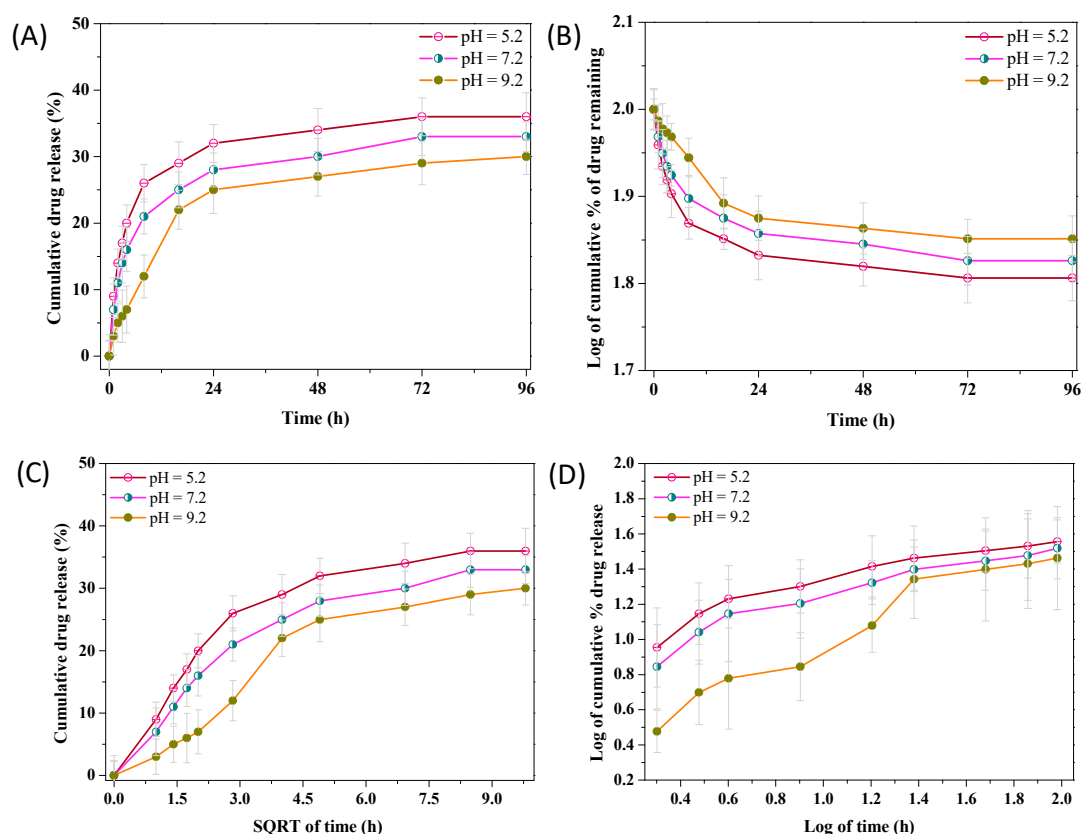 (A)
50
40
30
20
10
0
Cumulative drug release (%)
pH = 5.2
pH = 7.2
pH = 9.2
0 24 48 72 96
Time (h)
(B)
2.1
2.0
1.9
1.8
1.7
Log of cumulative % of drug remaining
pH = 5.2
pH = 7.2
pH = 9.2
0 24 48 72 96
Time (h)
(C)
50
40
30
20
10
0
Cumulative drug release (%)
pH = 5.2
pH = 7.2
pH = 9.2
0.0 1.5 3.0 4.5 6.0 7.5 9.0
SQRT of time (h)
(D)
2.0
1.8
1.6
1.4
1.2
1.0
0.8
0.6
0.4
0.2
Log of cumulative % drug release
pH = 5.2
pH = 7.2
pH = 9.2
0.4 0.6 0.8 1.0 1.2 1.4 1.6 1.8 2.0
Log of time (h)